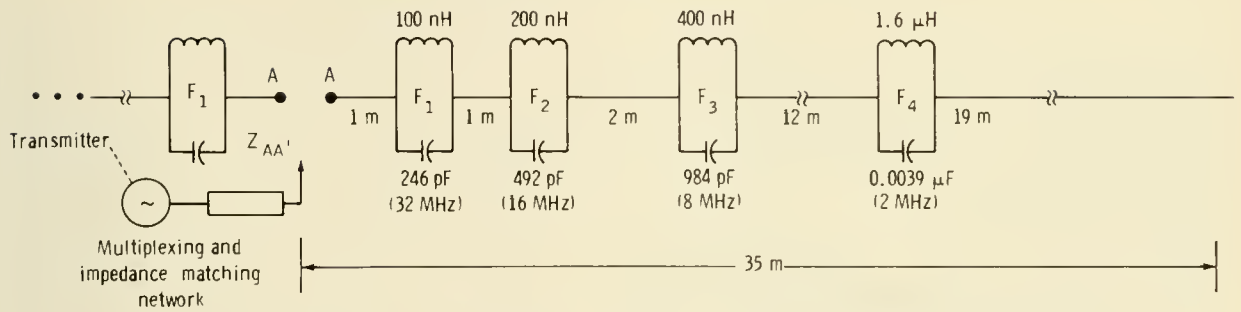 100 nH 200 nH 400 nH 1.6 μH
A A
F1 F1 F2 F3 F4
1 m 1 m 2 m 12 m 19 m
Transmitter
ZAA'
246 pF 492 pF 984 pF 0.0039 μF
(32 MHz) (16 MHz) (8 MHz) (2 MHz)
~
Multiplexing and
impedance matching
network
35 m